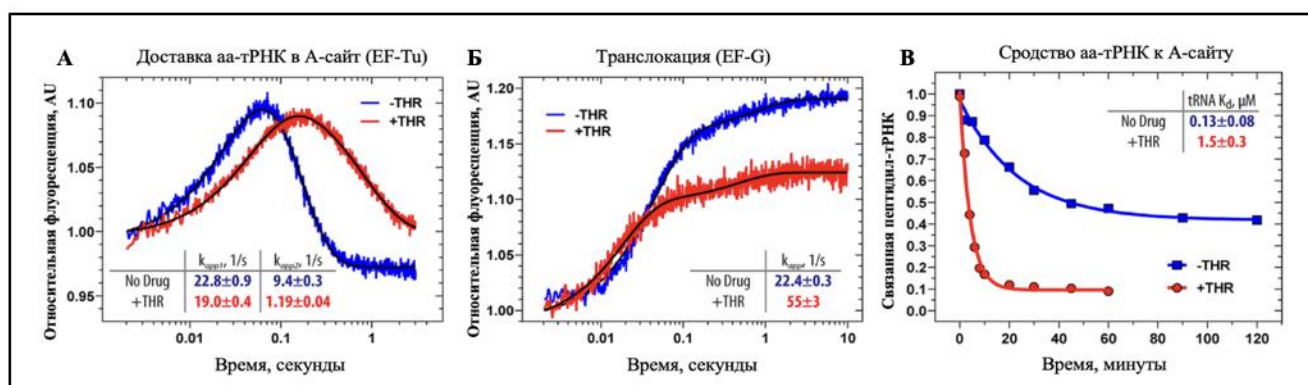 А
Доставка аа-тРНК в А-сайт (EF-Tu)
Относительная флуоресценция, AU
1.10
1.05
1.00
0.95
-THR
+THR
k_app1, 1/s k_app2, 1/s
No Drug 22.8±0.9 9.4±0.3
+THR 19.0±0.4 1.19±0.04
0.01 0.1 1
Время, секунды
Б
Транслокация (EF-G)
Относительная флуоресценция, AU
1.20
1.15
1.10
1.05
1.00
-THR
+THR
k_app, 1/s
No Drug 22.4±0.3
+THR 55±3
0.01 0.1 1 10
Время, секунды
В
Сродство аа-тРНК к А-сайту
Связанная пептидил-тРНК
1.0
0.9
0.8
0.7
0.6
0.5
0.4
0.3
0.2
0.1
0.0
tRNA K_d, µM
No Drug 0.13±0.08
+THR 1.5±0.3
-THR
+THR
0 20 40 60 80 100 120
Время, минуты